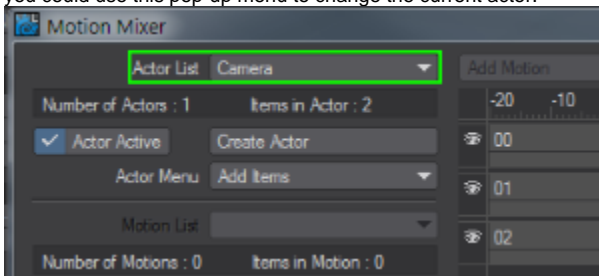 you could use this pop-up menu to change the current actor.
Motion Mixer
Actor List Camera Add Motion
Number of Actors : 1 Items in Actor : 2 -20 -10
Actor Active Create Actor 00
Actor Menu Add Items 01
Motion List 02
Number of Motions : 0 Items in Motion : 0